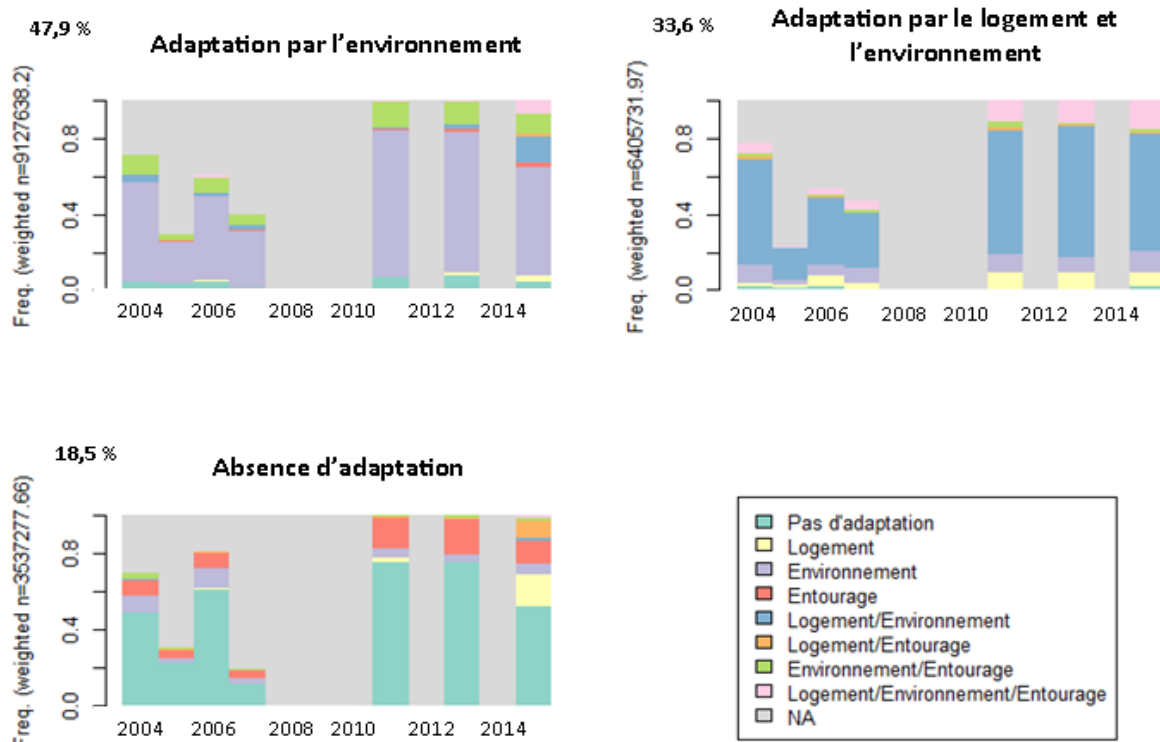 47,9 %
Adaptation par l'environnement
Freq. (weighted n=9127638.2)
0.8
0.4
0.0
2004 2006 2008 2010 2012 2014
33,6 %
Adaptation par le logement et
l'environnement
Freq. (weighted n=6405731.97)
0.8
0.4
0.0
2004 2006 2008 2010 2012 2014
18,5 %
Absence d'adaptation
Freq. (weighted n=3537277.66)
0.8
0.4
0.0
2004 2006 2008 2010 2012 2014
Pas d'adaptation
Logement
Environnement
Entourage
Logement/Environnement
Logement/Entourage
Environnement/Entourage
Logement/Environnement/Entourage
NA